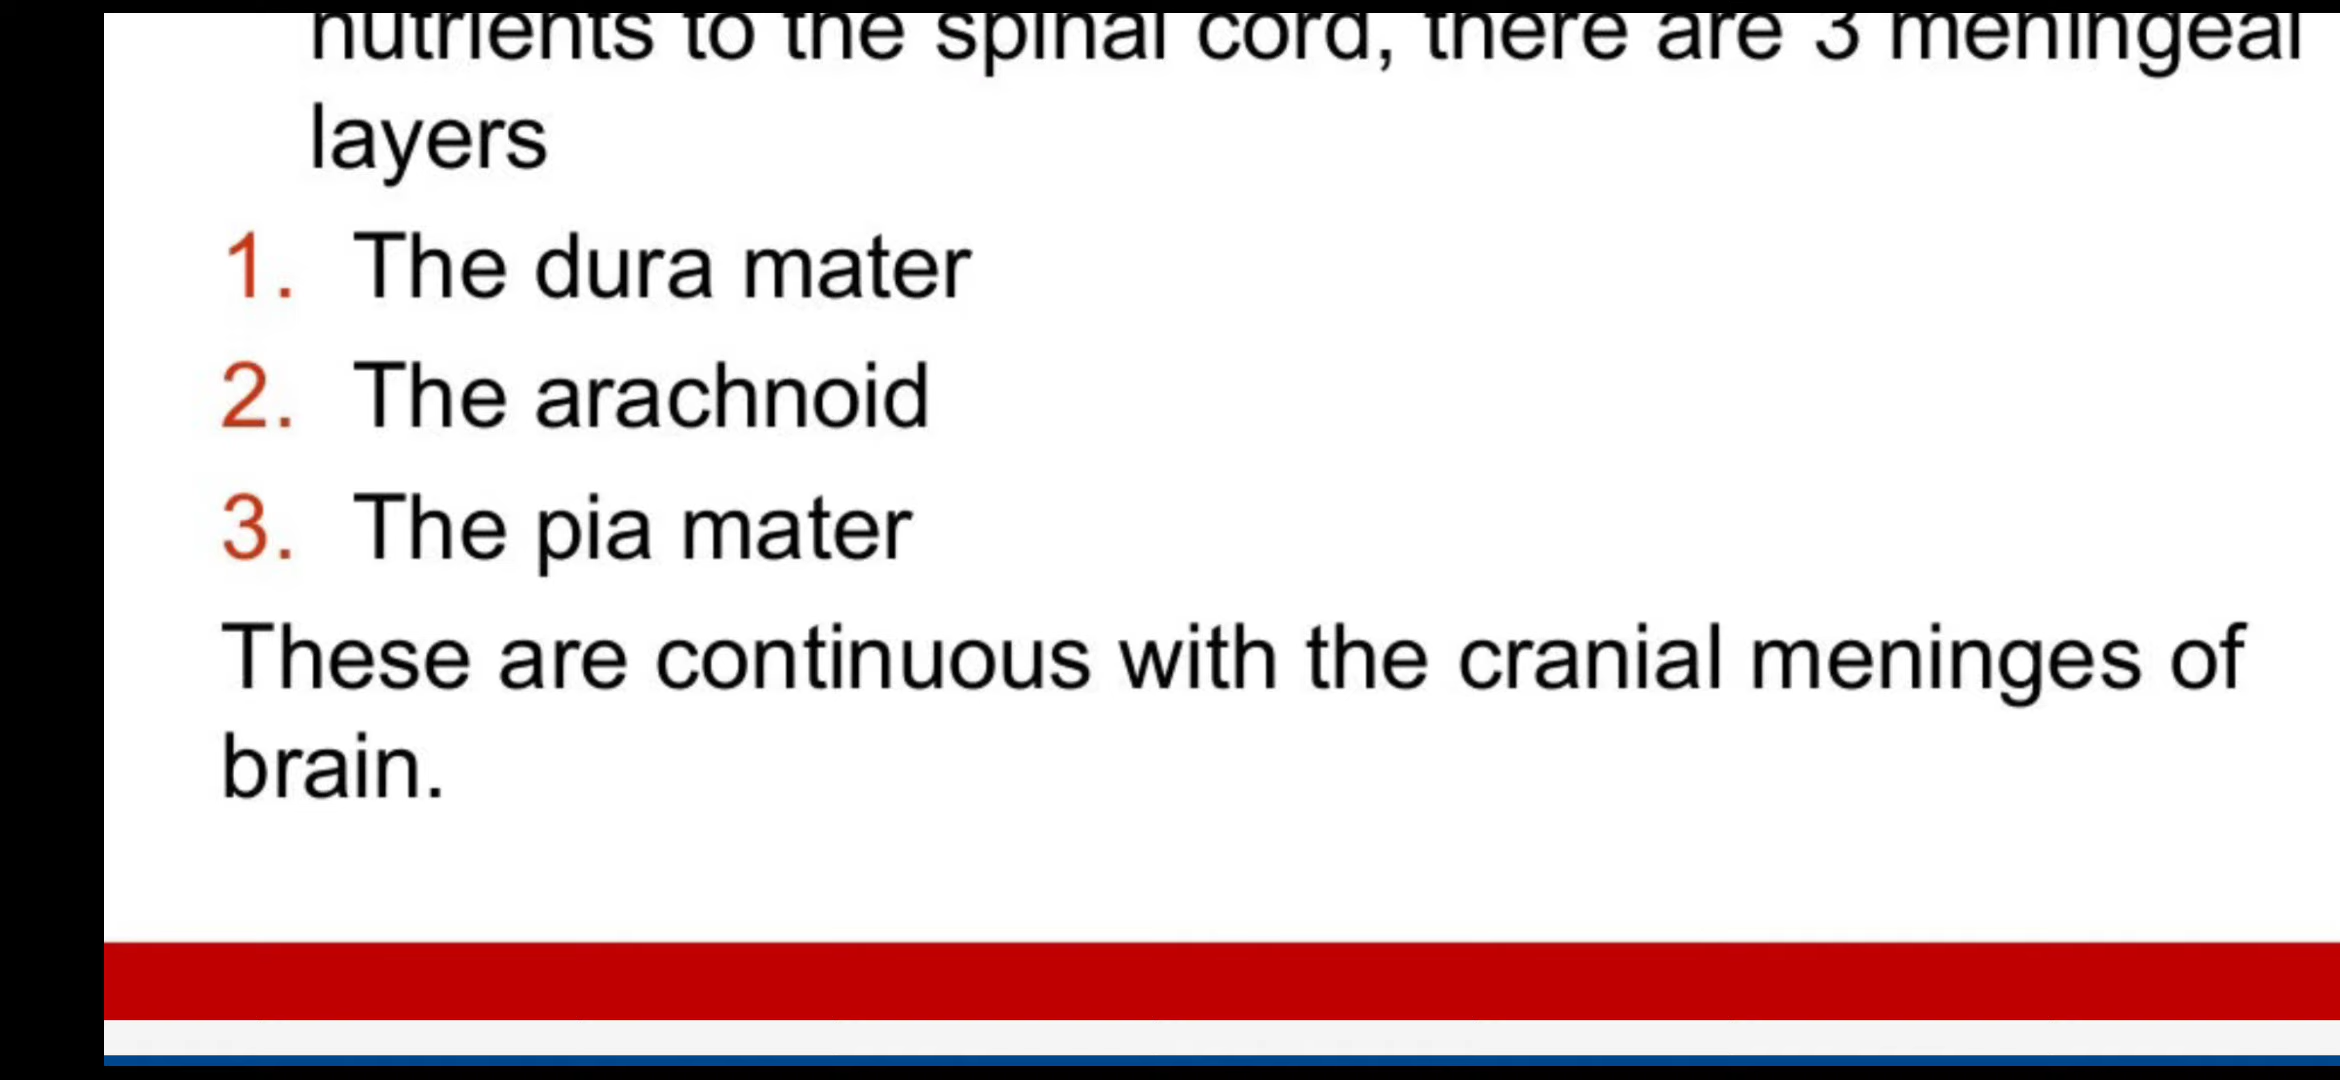 nutrients to the spinal cord, there are 3 meningeal
layers
1. The dura mater
2. The arachnoid
3. The pia mater
These are continuous with the cranial meninges of
brain.